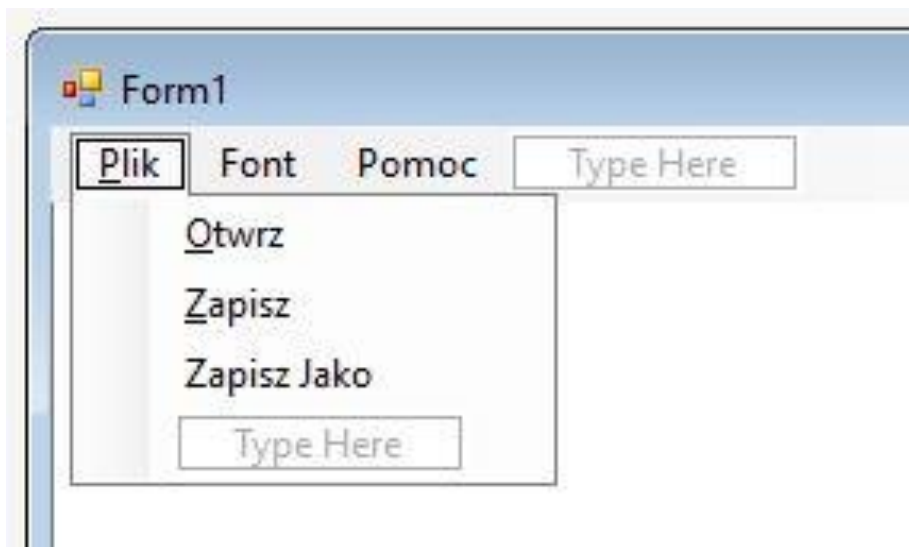 Form1
Plik Font Pomoc Type Here
Otwrz
Zapisz
Zapisz Jako
Type Here